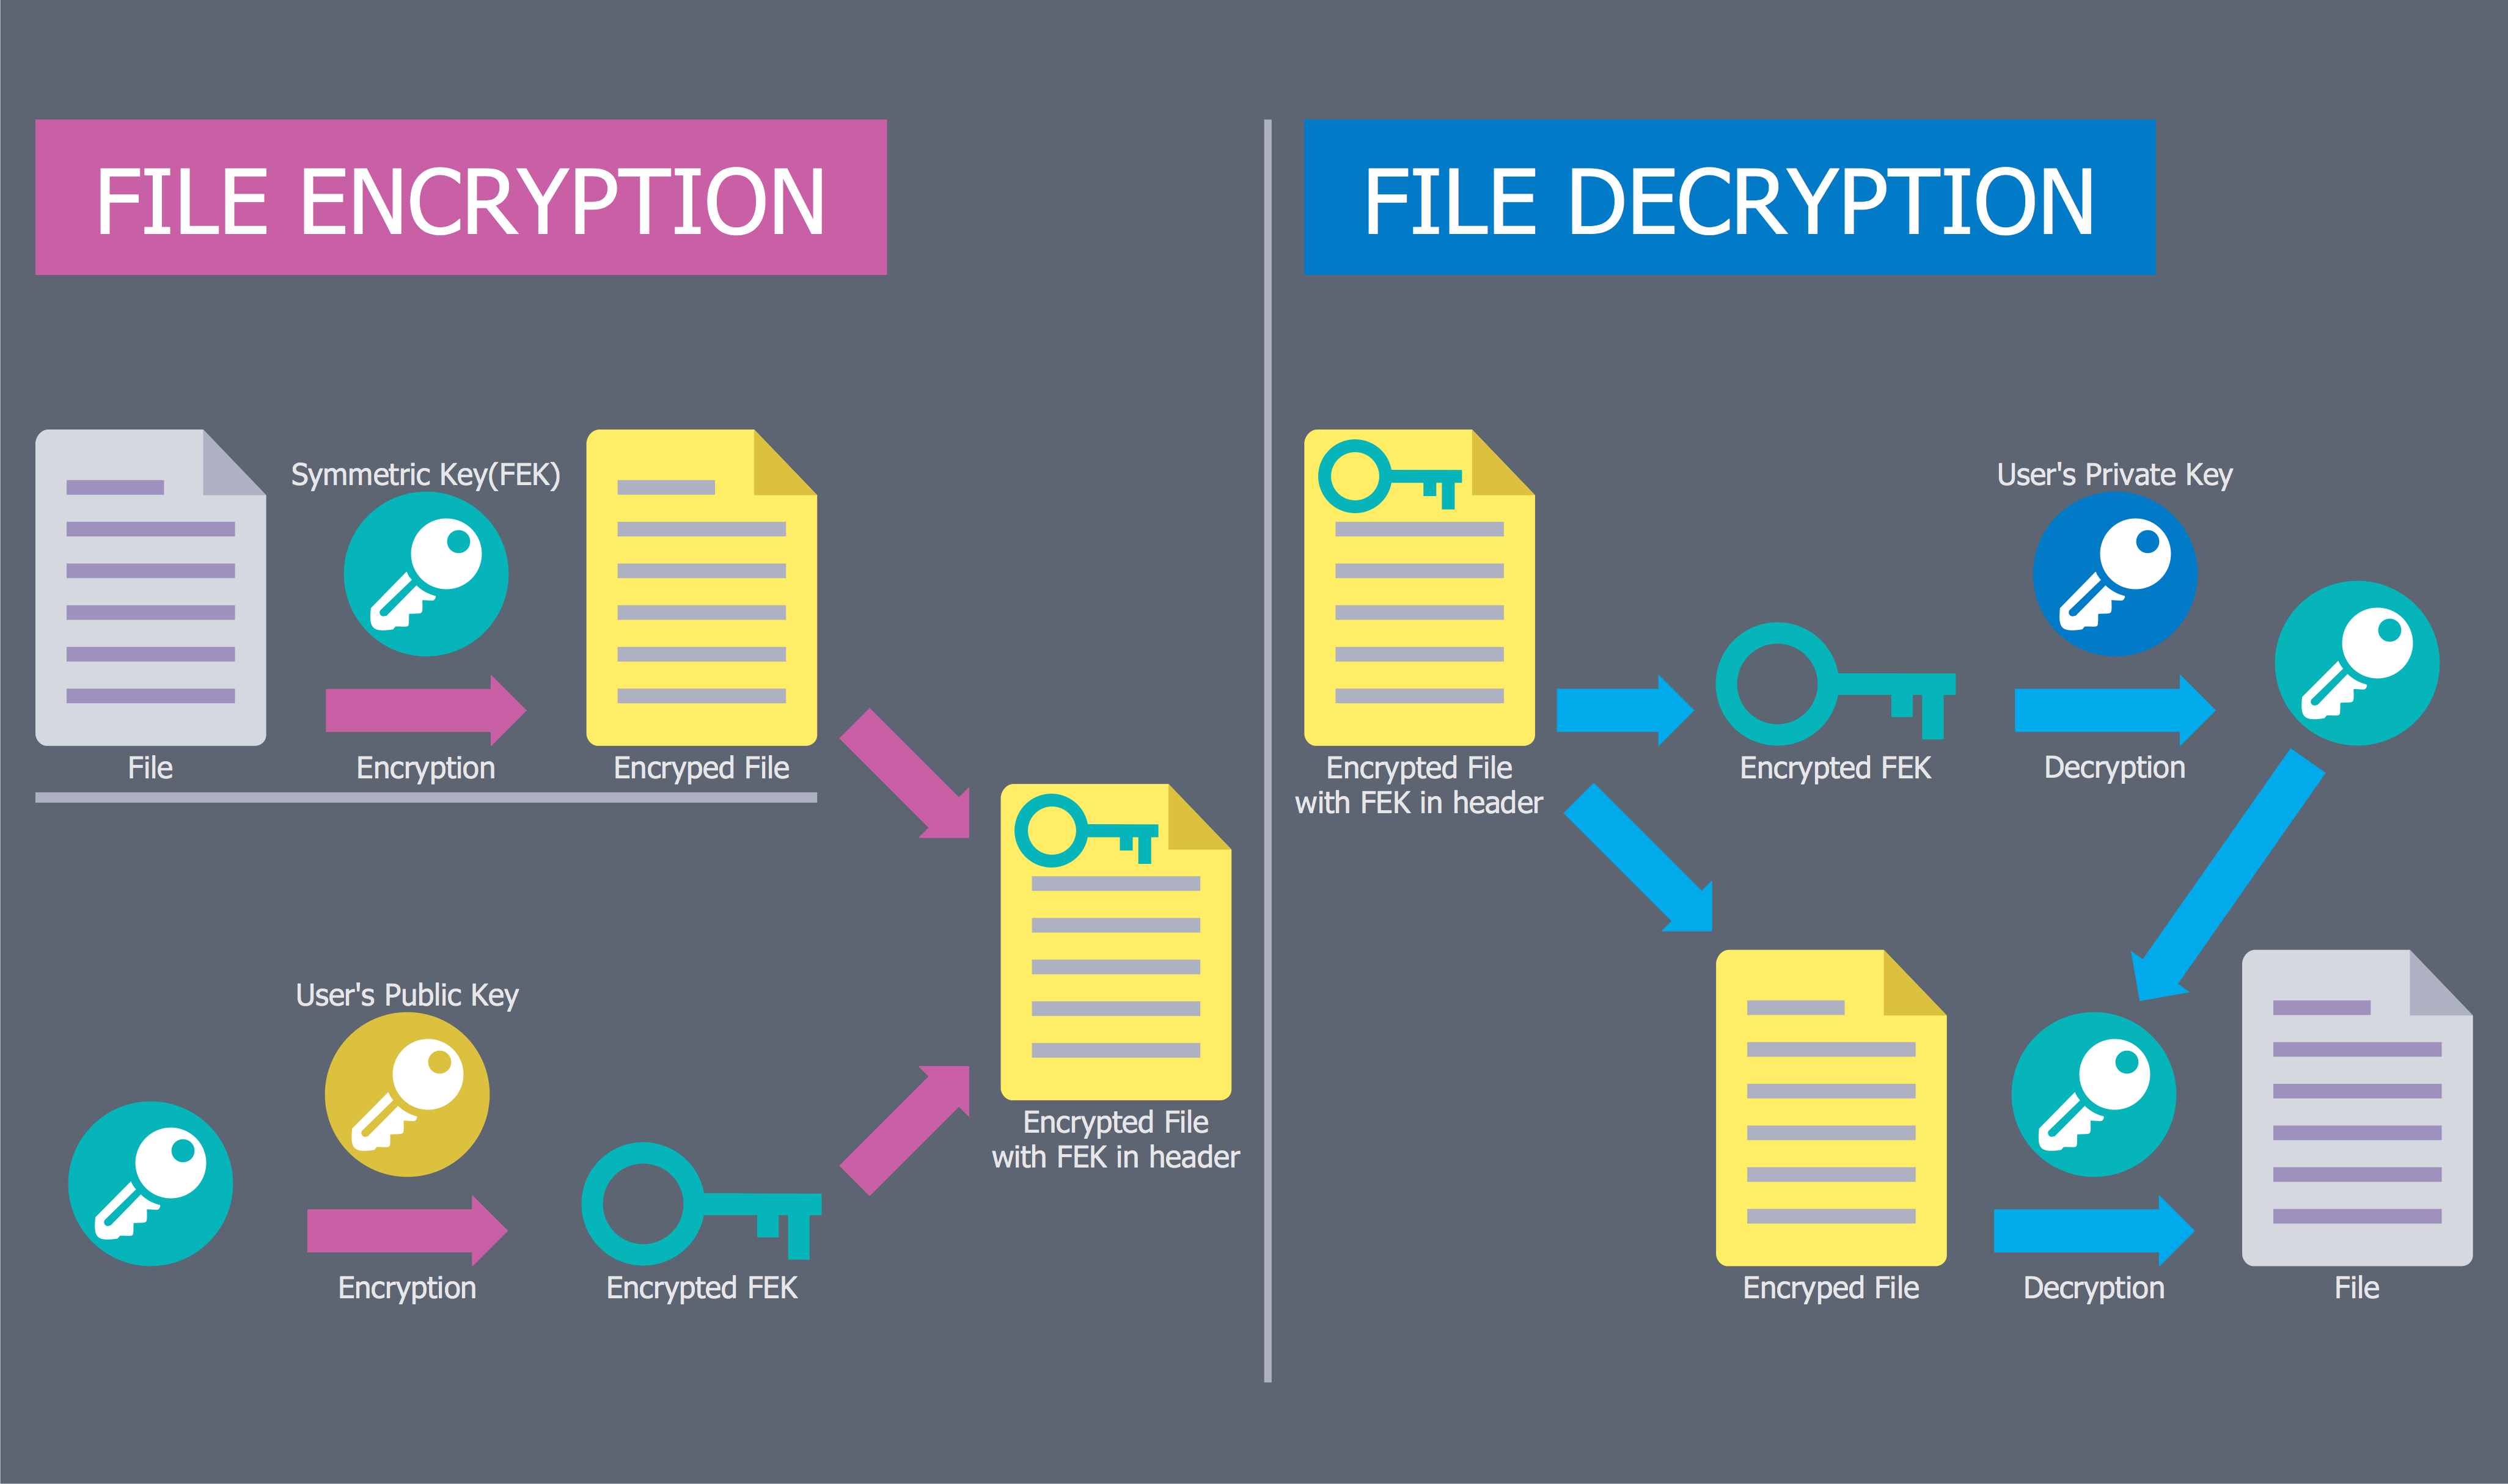 FILE ENCRYPTION
Symmetric Key(FEK)
File
Encryption
Encryped File
User's Public Key
Encryption
Encrypted FEK
Encrypted File
with FEK in header
FILE DECRYPTION
User's Private Key
Encrypted File
with FEK in header
Encrypted FEK
Decryption
Encryped File
Decryption
File